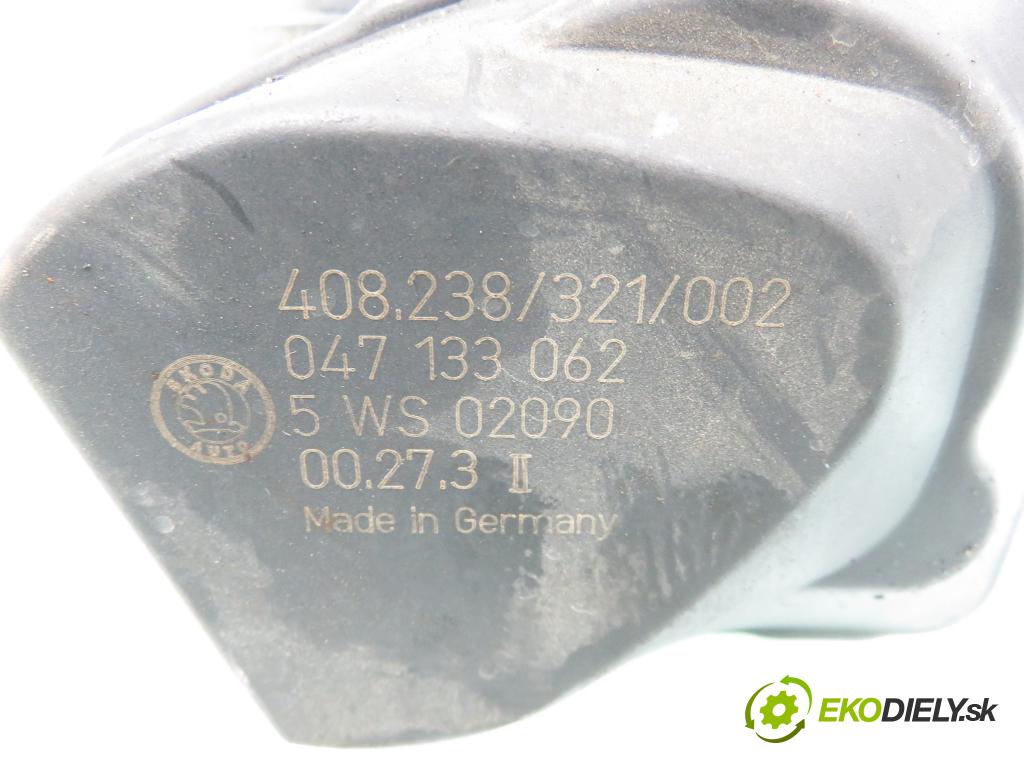 408.238/321/002
047 133 062
ŠKODA
AUTO
5 WS 02090
00.27.3 II
Made in Germany
EKODIELY.sk